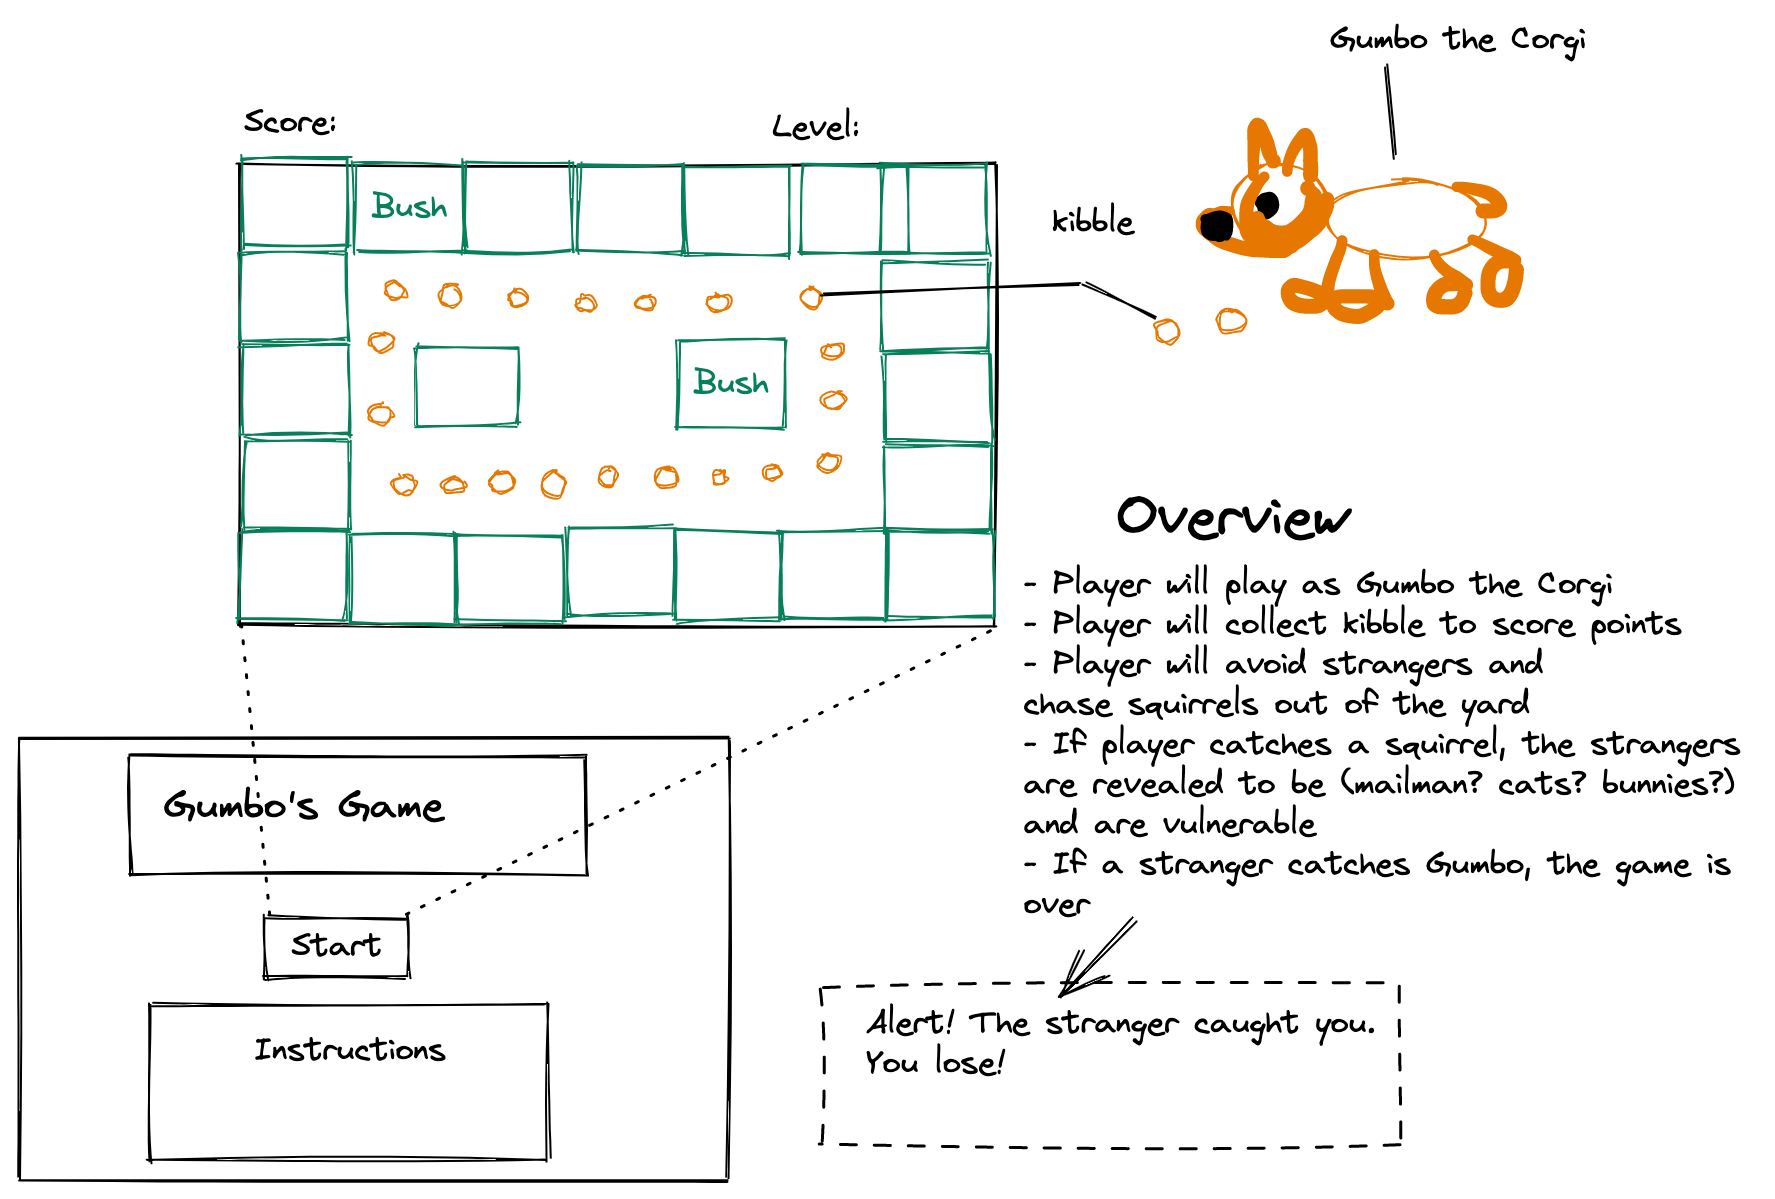 Gumbo the Corgi
Score:
Level:
Bush
kibble
Bush
Overview
- Player will play as Gumbo the Corgi
- Player will collect kibble to score points
- Player will avoid strangers and
chase squirrels out of the yard
- If player catches a squirrel, the strangers
are revealed to be (mailman? cats? bunnies?)
and are vulnerable
- If a stranger catches Gumbo, the game is
over
Gumbo's Game
Start
Instructions
Alert! The stranger caught you.
You lose!